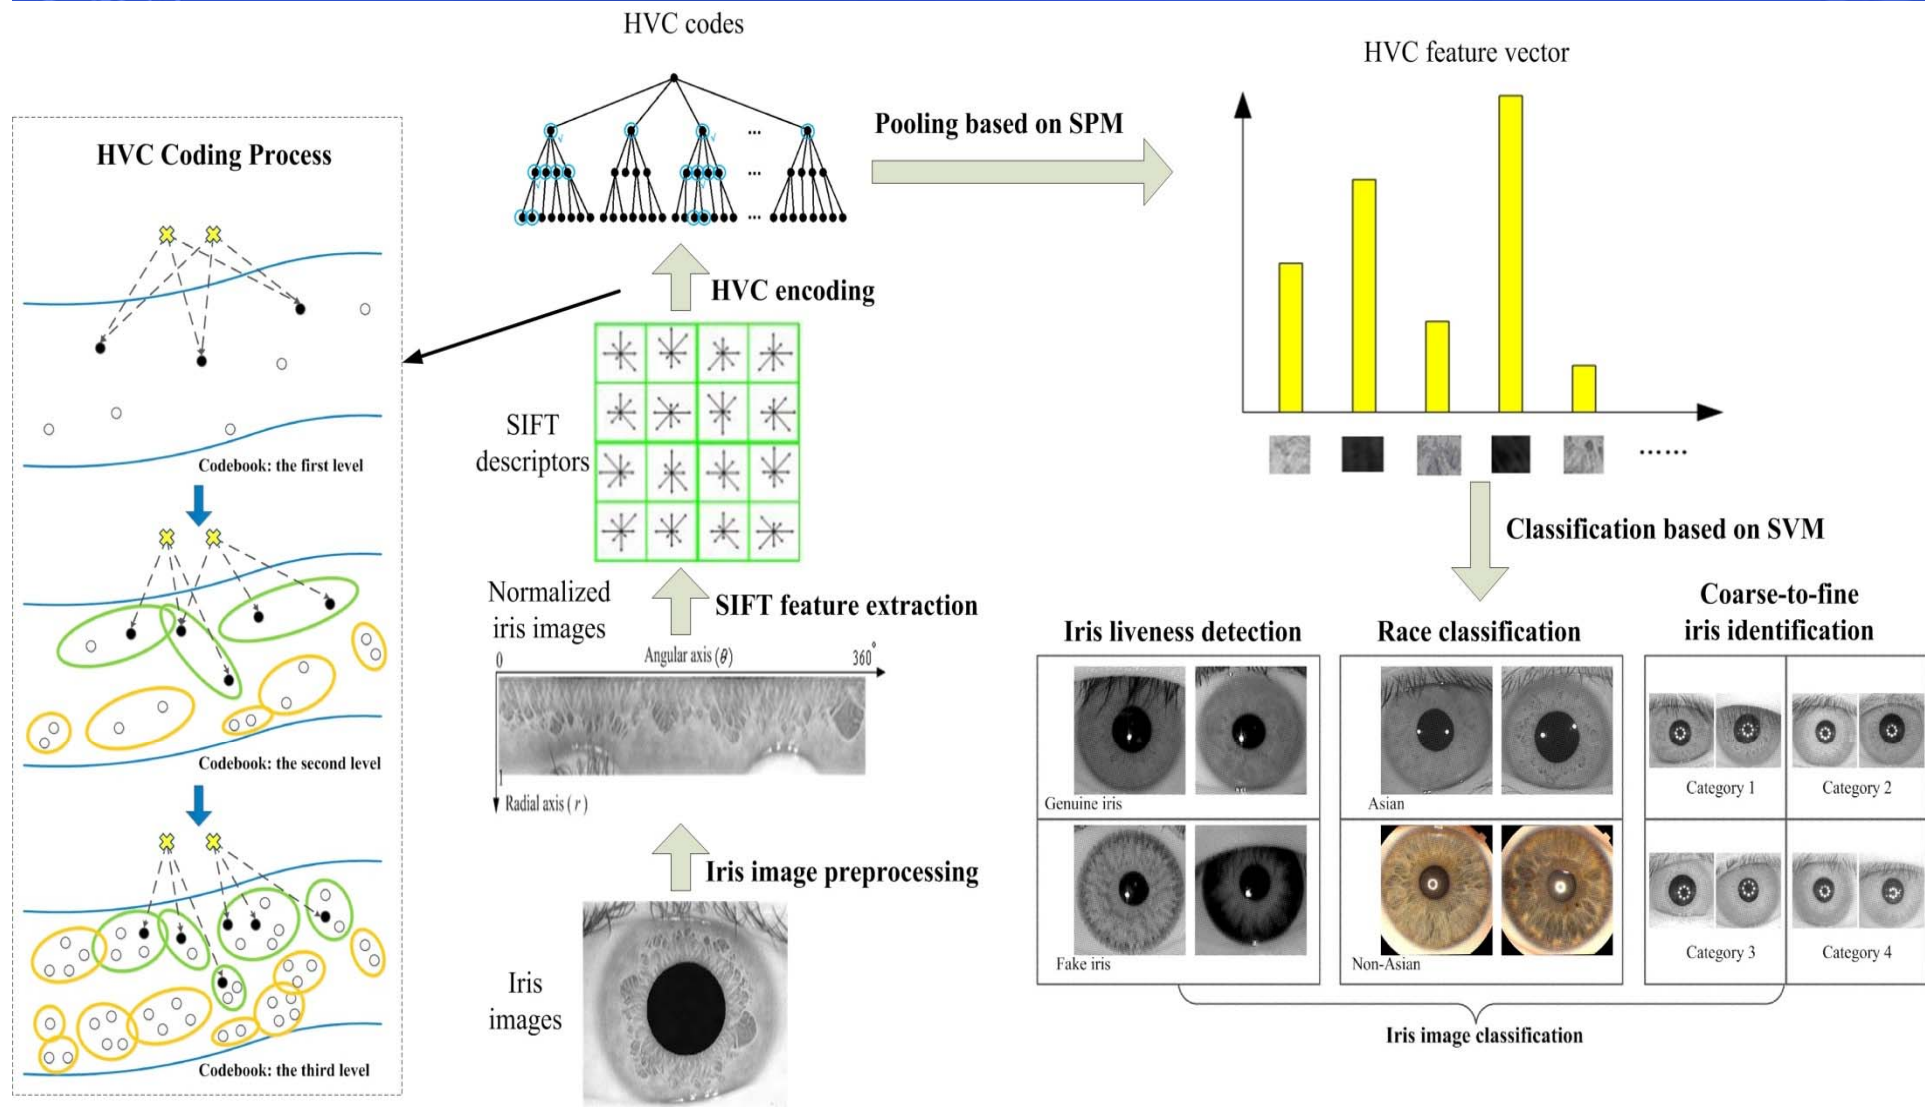 HVC codes
HVC feature vector
Pooling based on SPM
HVC Coding Process
HVC encoding
SIFT
descriptors
Codebook: the first level
......
Classification based on SVM
Normalized
iris images
SIFT feature extraction
0
Angular axis (θ)
360°
Coarse-to-fine
iris identification
Iris liveness detection
Race classification
Codebook: the second level
1
Radial axis (r)
Genuine iris
Asian
Category 1
Category 2
Iris image preprocessing
Fake iris
Non-Asian
Category 3
Category 4
Iris
images
Iris image classification
Codebook: the third level